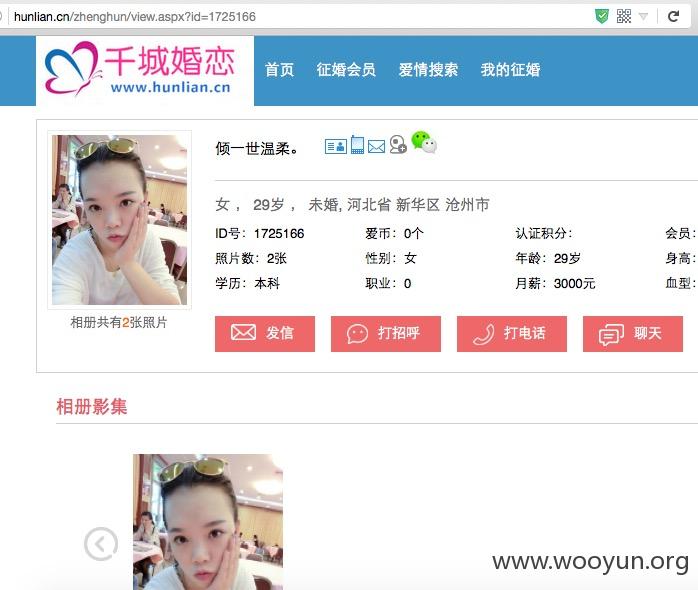 hunlian.cn/zhenghun/view.aspx?id=1725166
千城婚恋
www.hunlian.cn
首页 征婚会员 爱情搜索 我的征婚
倾一世温柔。
女， 29岁， 未婚, 河北省 新华区 沧州市
ID号：1725166 爱币：0个 认证积分： 会员：
照片数：2张 性别：女 年龄：29岁 身高：
学历：本科 职业：0 月薪：3000元 血型：
相册共有2张照片
发信 打招呼 打电话 聊天
相册影集
www.wooyun.org